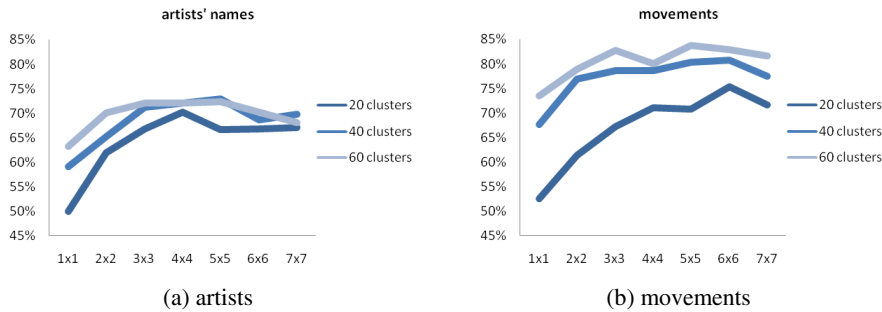 artists' names
85%
80%
75%
70%
65%
60%
55%
50%
45%
1x1 2x2 3x3 4x4 5x5 6x6 7x7
20 clusters
40 clusters
60 clusters
(a) artists
movements
85%
80%
75%
70%
65%
60%
55%
50%
45%
1x1 2x2 3x3 4x4 5x5 6x6 7x7
20 clusters
40 clusters
60 clusters
(b) movements